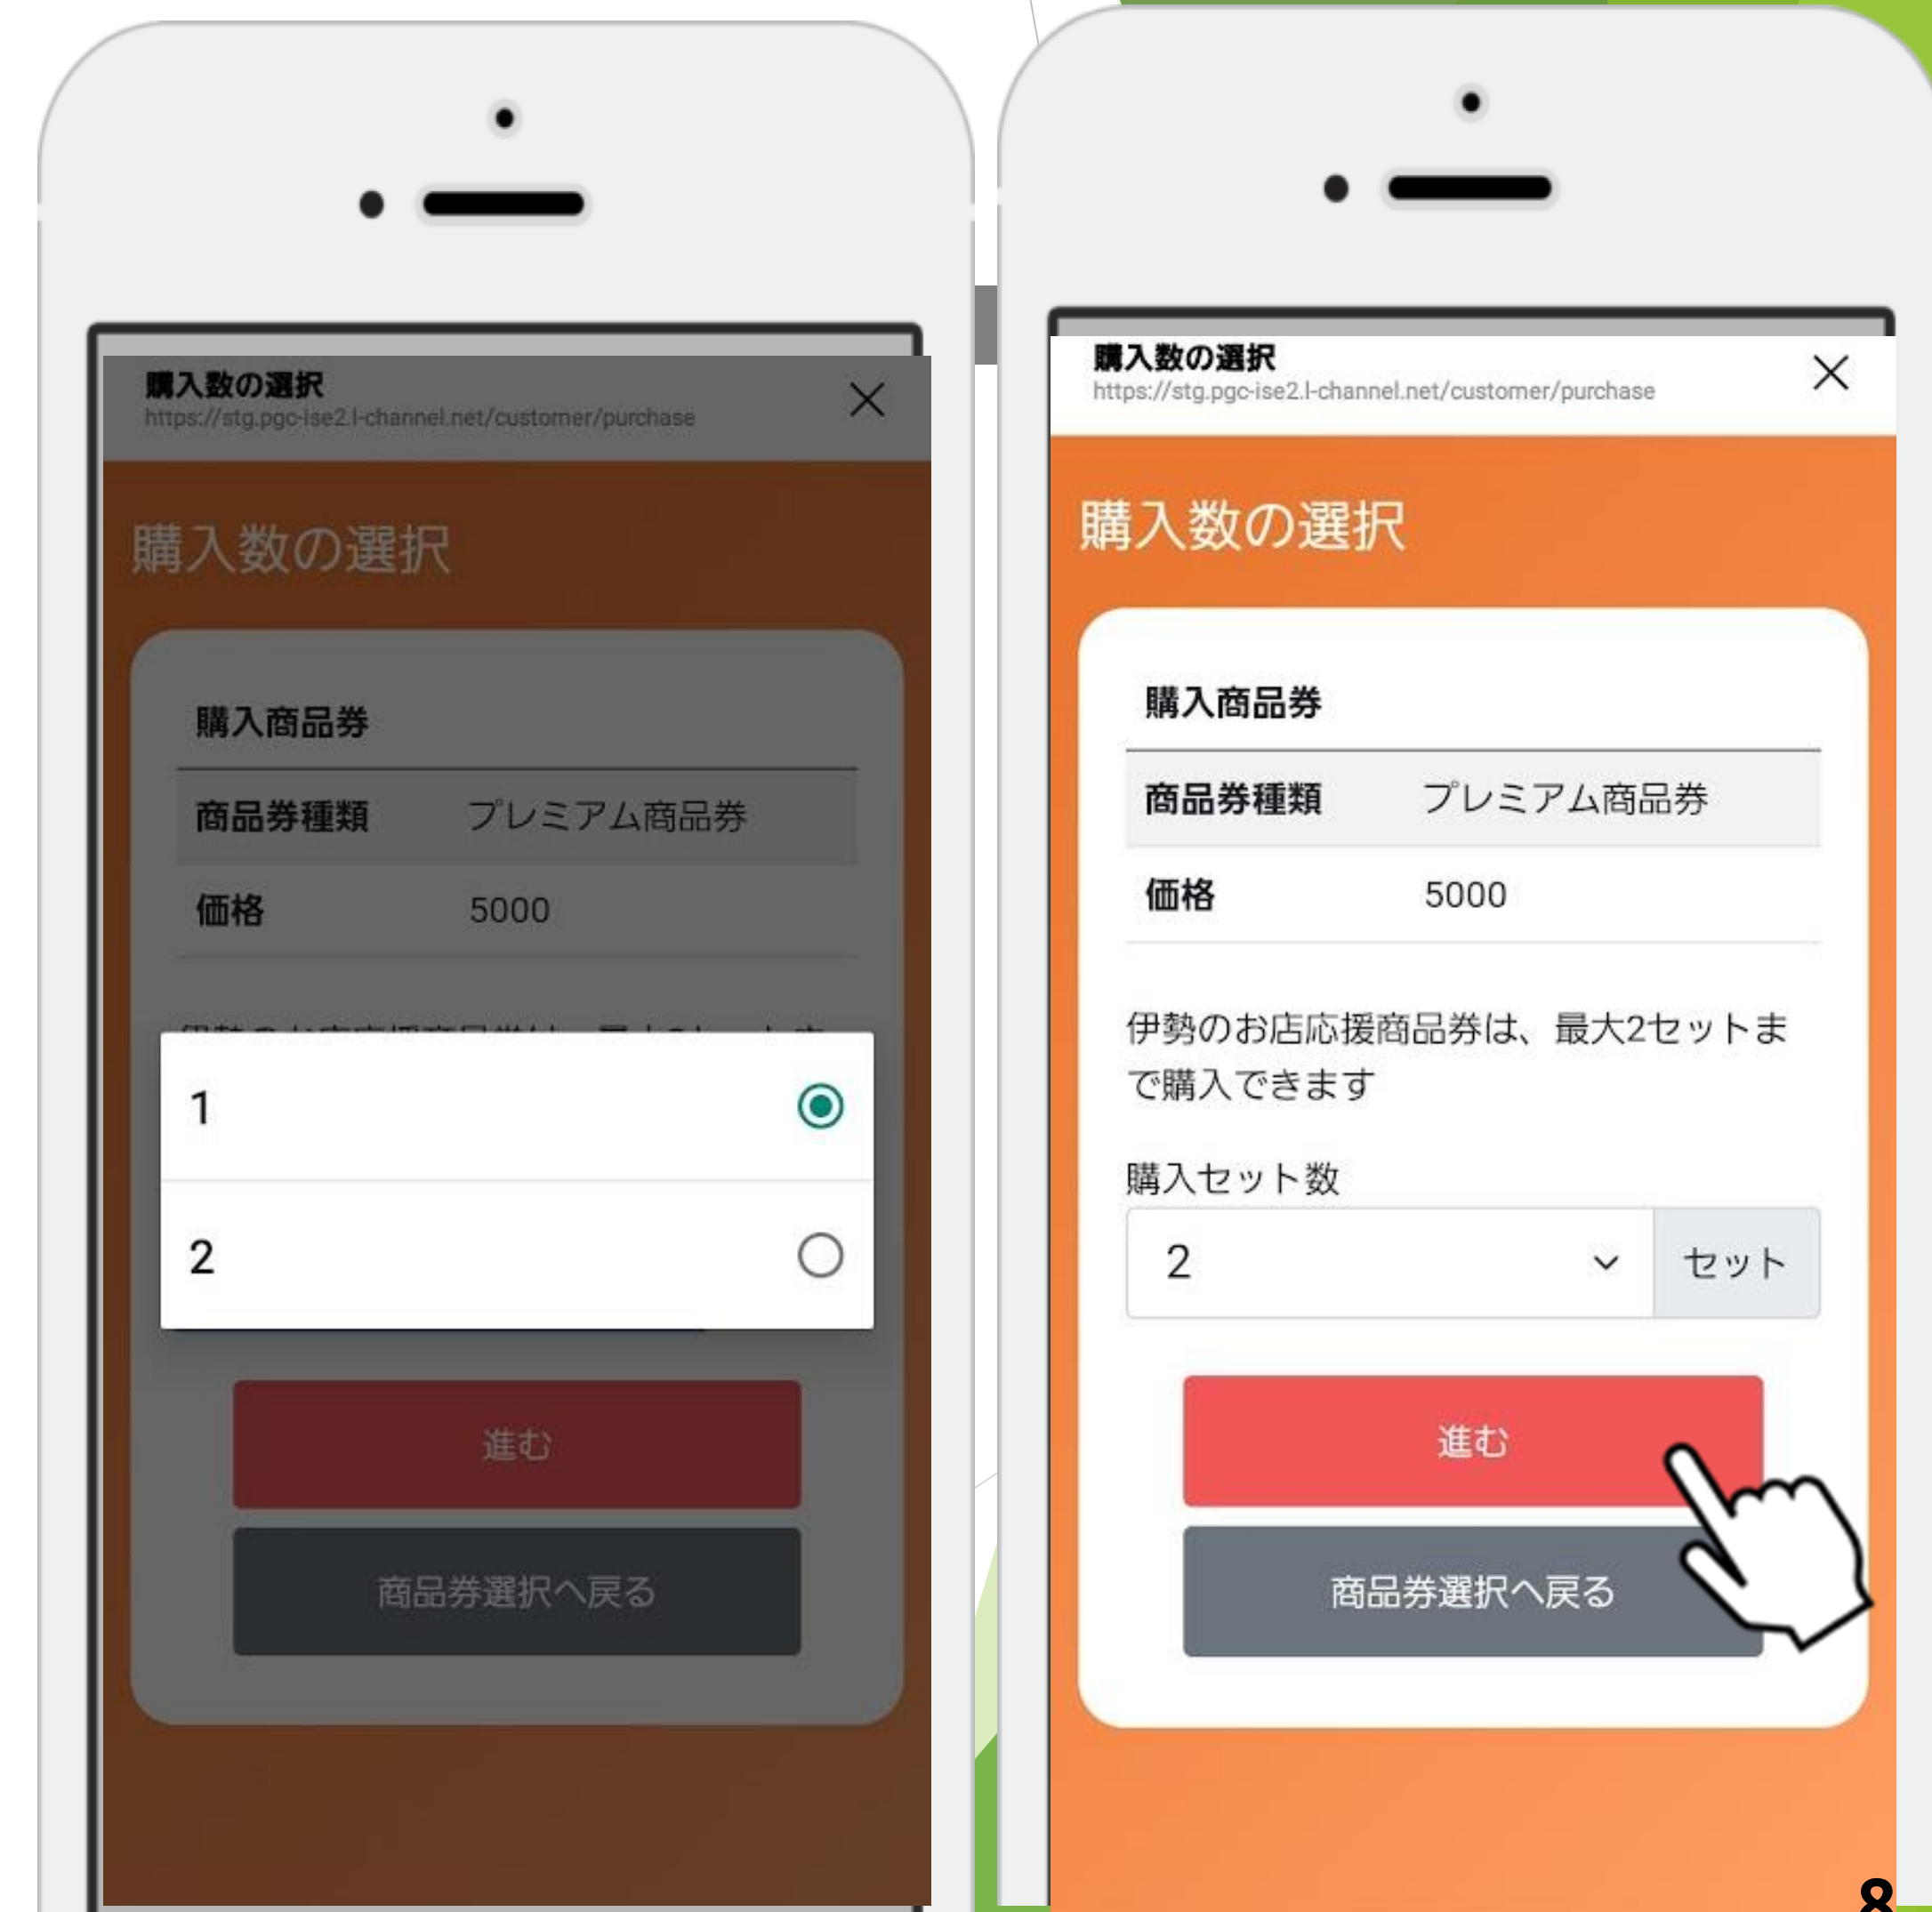 購入数の選択
https://stg.pgc-ise2.l-channel.net/customer/purchase
購入数の選択
購入商品券
商品券種類 プレミアム商品券
価格 5000
1
2
進む
商品券選択へ戻る
購入数の選択
https://stg.pgc-ise2.l-channel.net/customer/purchase
購入数の選択
購入商品券
商品券種類 プレミアム商品券
価格 5000
伊勢のお店応援商品券は、最大2セットま
で購入できます
購入セット数
2 セット
進む
商品券選択へ戻る
8